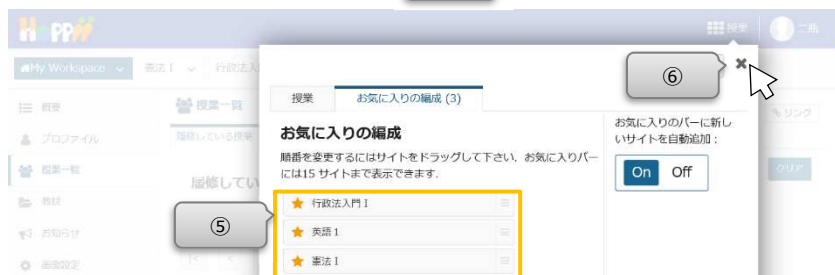 Hoppii
授業
二瓶
My Workspace
憲法 I
行政法入
⑥
授業
お気に入りの編成 (3)
概要
授業一覧
リンク
お気に入りの編成
お気に入りのバーに新し
いサイトを自動追加：
プロファイル
履修している授業
順番を変更するにはサイトをドラッグして下さい．お気に入りバー
には15 サイトまで表示できます．
On Off
クリア
授業一覧
履修してい
行政法入門 I
教材
⑤
英語 1
お知らせ
憲法 I
画面設定
|< <